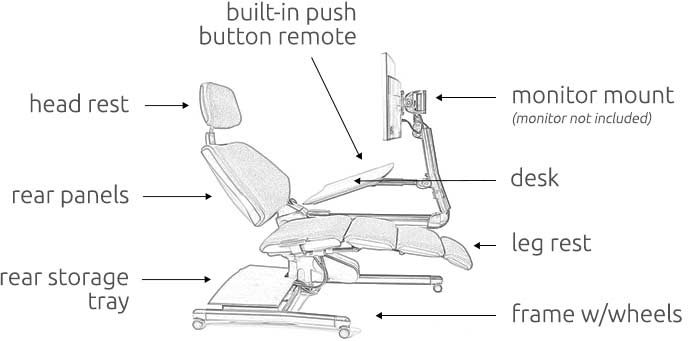 built-in push
button remote
head rest
monitor mount
(monitor not included)
rear panels
desk
leg rest
rear storage
tray
frame w/wheels